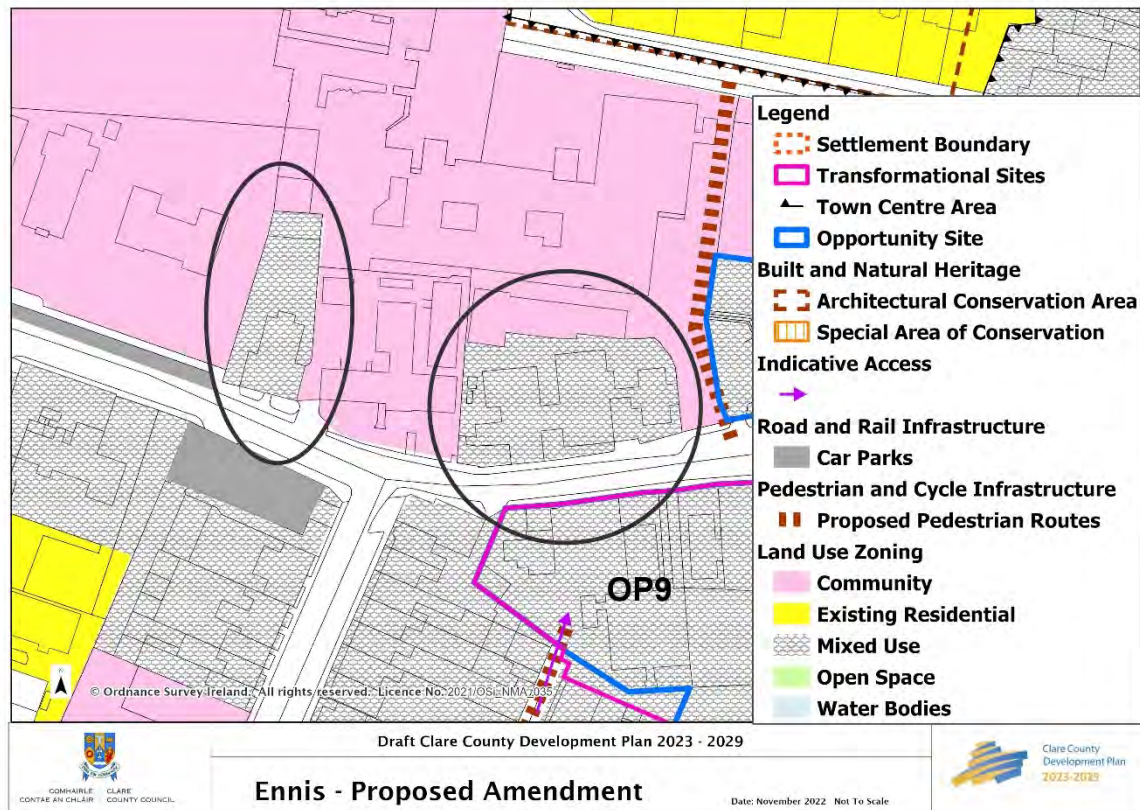 Legend
Settlement Boundary
Transformational Sites
Town Centre Area
Opportunity Site
Built and Natural Heritage
Architectural Conservation Area
Special Area of Conservation
Indicative Access
Road and Rail Infrastructure
Car Parks
Pedestrian and Cycle Infrastructure
Proposed Pedestrian Routes
Land Use Zoning
Community
Existing Residential
Mixed Use
Open Space
Water Bodies
OP9
© Ordnance Survey Ireland. All rights reserved. Licence No. 2021/OSi_NMA_035
Draft Clare County Development Plan 2023 - 2029
Ennis - Proposed Amendment
Date: November 2022 Not To Scale
COMHAIRLE CLARE
CONTAE AN CHLÁIR COUNTY COUNCIL
Clare County
Development Plan
2023-2029